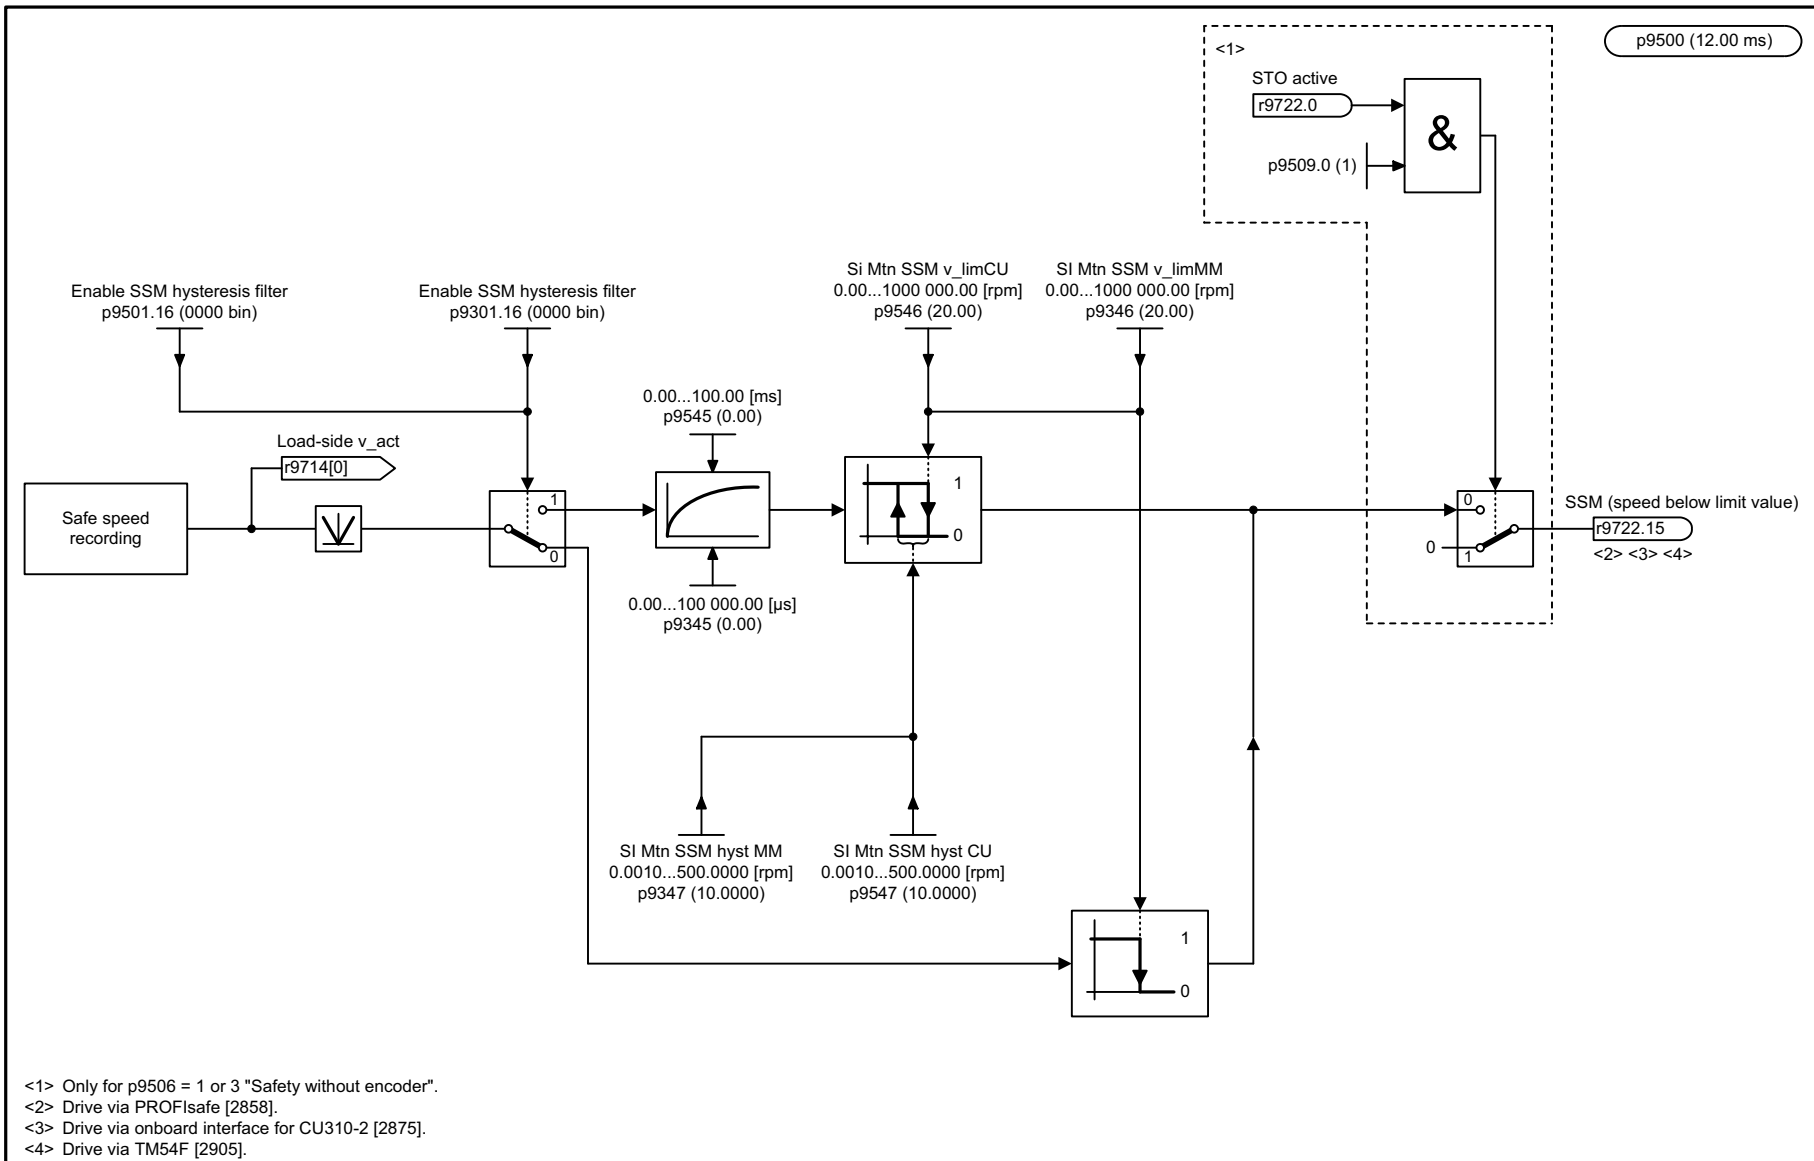 <1>
p9500 (12.00 ms)
STO active
r9722.0
&
p9509.0 (1)
Si Mtn SSM v_limCU
0.00...1000 000.00 [rpm]
p9546 (20.00)
SI Mtn SSM v_limMM
0.00...1000 000.00 [rpm]
p9346 (20.00)
Enable SSM hysteresis filter
p9501.16 (0000 bin)
Enable SSM hysteresis filter
p9301.16 (0000 bin)
0.00...100.00 [ms]
p9545 (0.00)
Load-side v_act
r9714[0]
Safe speed
recording
1
0
1
0
0.00...100 000.00 [µs]
p9345 (0.00)
0
0
1
SSM (speed below limit value)
r9722.15
<2> <3> <4>
SI Mtn SSM hyst MM
0.0010...500.0000 [rpm]
p9347 (10.0000)
SI Mtn SSM hyst CU
0.0010...500.0000 [rpm]
p9547 (10.0000)
1
0
<1> Only for p9506 = 1 or 3 "Safety without encoder".
<2> Drive via PROFIsafe [2858].
<3> Drive via onboard interface for CU310-2 [2875].
<4> Drive via TM54F [2905].